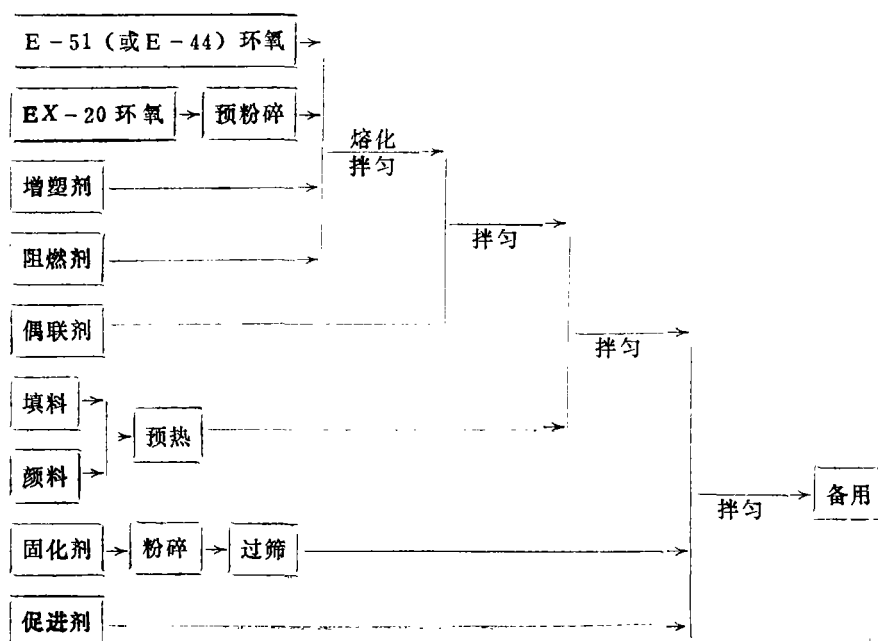 E-51（或E-44）环氧
EX-20 环氧
预粉碎
熔化
拌匀
增塑剂
拌匀
阻燃剂
偶联剂
拌匀
填料
预热
颜料
备用
拌匀
固化剂
粉碎
过筛
促进剂